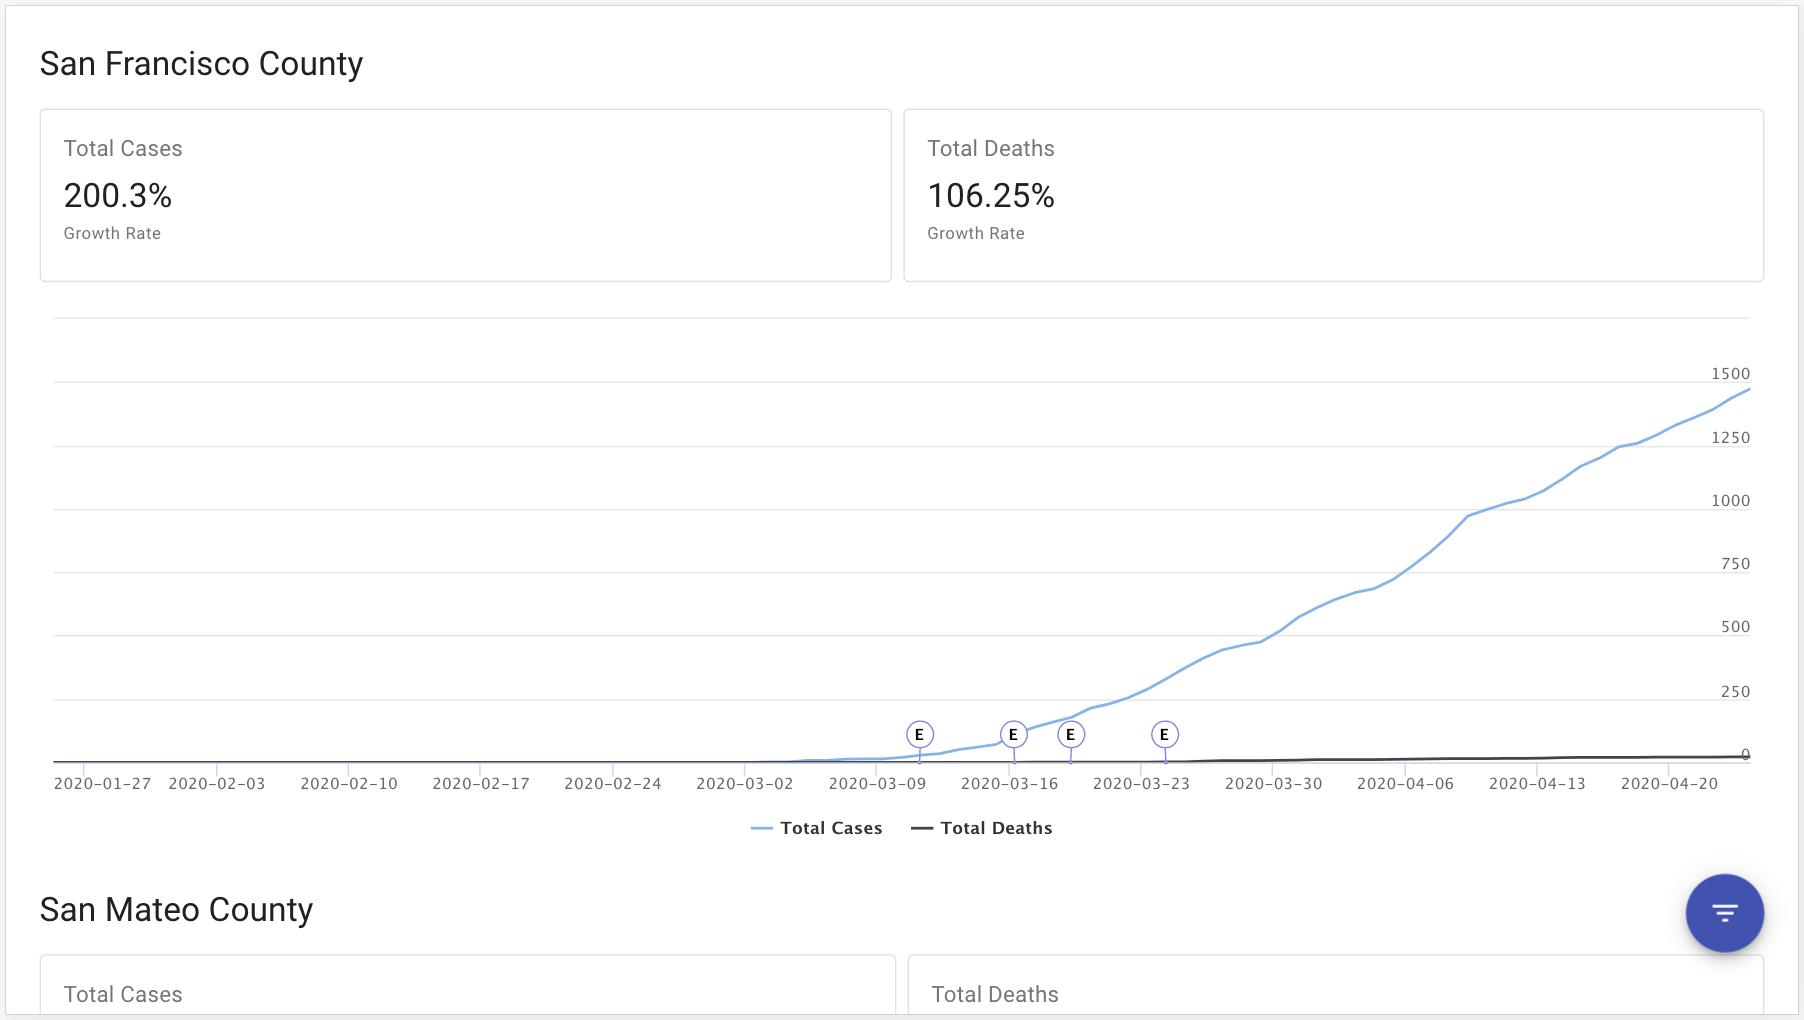 San Francisco County
Total Cases
200.3%
Growth Rate
Total Deaths
106.25%
Growth Rate
1500
1250
1000
750
500
250
0
E E E E
2020-01-27 2020-02-03 2020-02-10 2020-02-17 2020-02-24 2020-03-02 2020-03-09 2020-03-16 2020-03-23 2020-03-30 2020-04-06 2020-04-13 2020-04-20
Total Cases Total Deaths
San Mateo County
Total Cases
Total Deaths